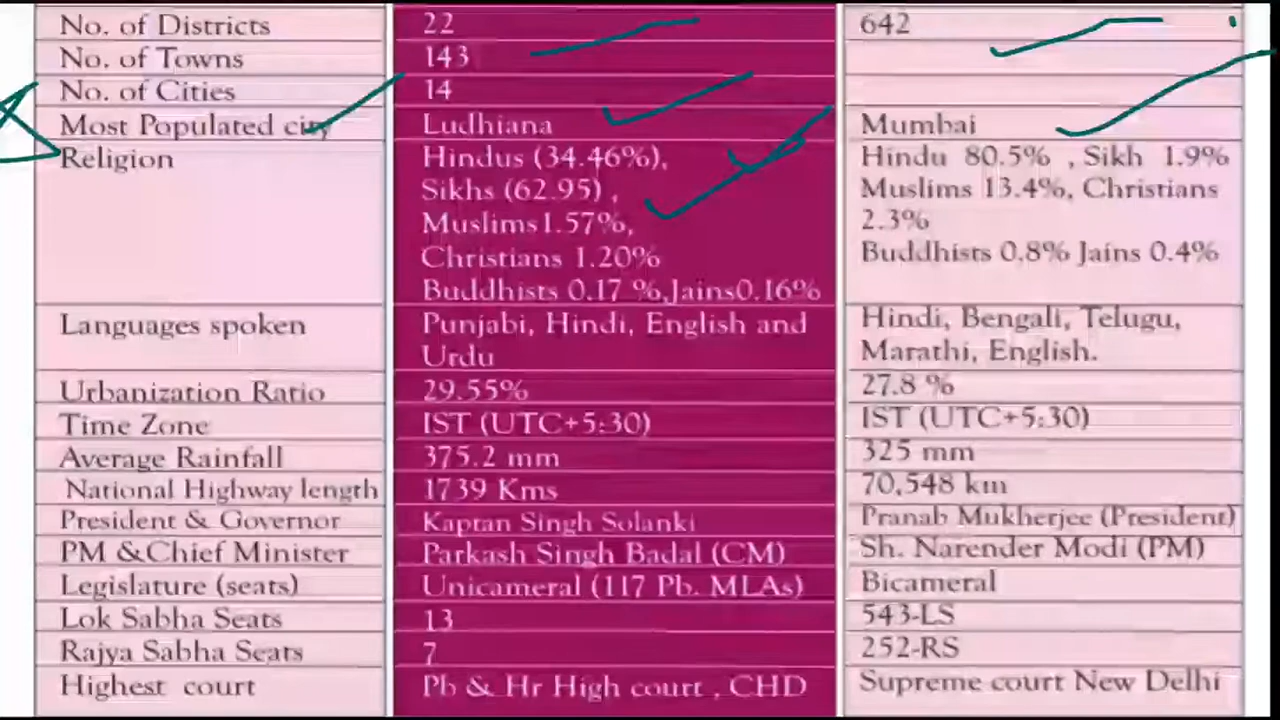 No. of Districts 22 642
No. of Towns 143
No. of Cities 14
Most Populated city Ludhiana Mumbai
Religion Hindus (34.46%), Hindu 80.5% , Sikh 1.9%
Sikhs (62.95) , Muslims 13.4%, Christians
Muslims1.57%, 2.3%
Christians 1.20% Buddhists 0.8% Jains 0.4%
Buddhists 0.17 %,Jains0.16%
Languages spoken Punjabi, Hindi, English and Hindi, Bengali, Telugu,
Urdu Marathi, English.
Urbanization Ratio 29.55% 27.8 %
Time Zone IST (UTC+5:30) IST (UTC+5:30)
Average Rainfall 375.2 mm 325 mm
National Highway length 1739 Kms 70,548 km
President & Governor Kaptan Singh Solanki Pranab Mukherjee (President)
PM &Chief Minister Parkash Singh Badal (CM) Sh. Narender Modi (PM)
Legislature (seats) Unicameral (117 Pb. MLAs) Bicameral
Lok Sabha Seats 13 543-LS
Rajya Sabha Seats 7 252-RS
Highest court Pb & Hr High court , CHD Supreme court New Delhi